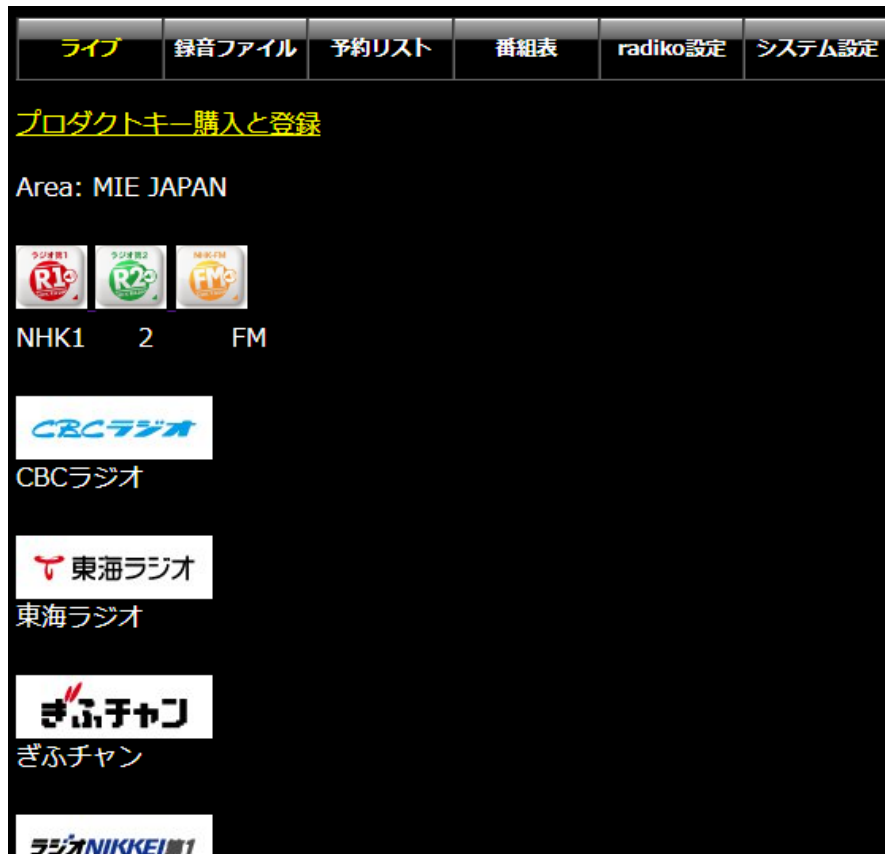 ライブ 録音ファイル 予約リスト 番組表 radiko設定 システム設定
プロダクトキー購入と登録
Area: MIE JAPAN
ラジオ第1 ラジオ第2 NHK-FM
R1 R2 FM
NHK1 2 FM
CBCラジオ
CBCラジオ
東海ラジオ
東海ラジオ
ぎふチャン
ぎふチャン
ラジオNIKKEI第1